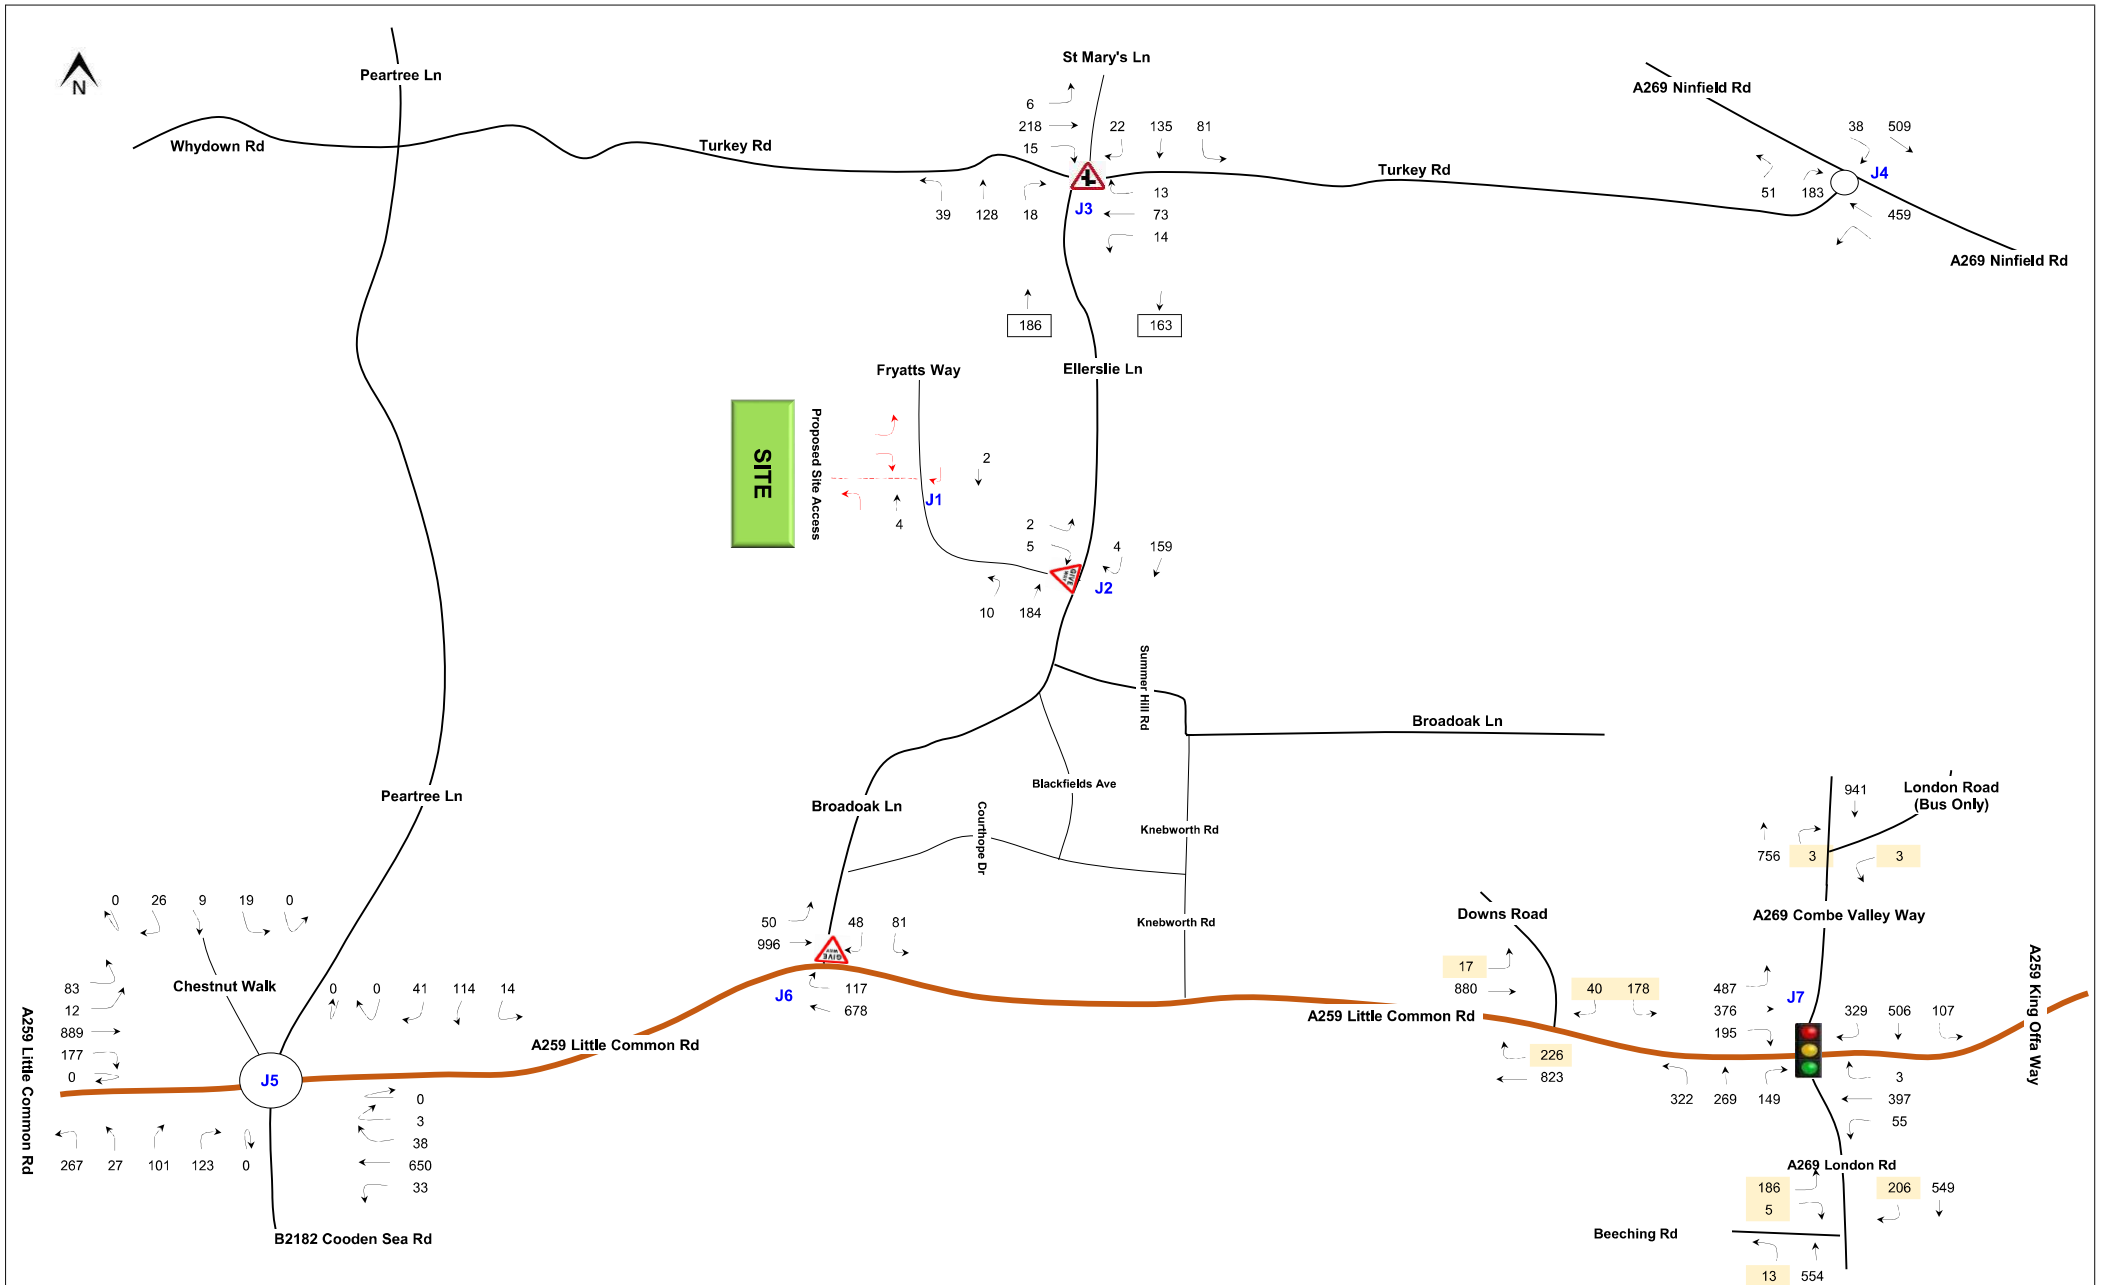 St Mary's Ln
Peartree Ln
N
A269 Ninfield Rd
6
218
15
22 135 81
38 509
Whydown Rd
Turkey Rd
Turkey Rd
J4
51 183
459
39 128 18
J3
13
73
14
A269 Ninfield Rd
186
163
Fryatts Way
Ellerslie Ln
SITE
Proposed Site Access
2
J1
4
2
5
4 159
GIVE WAY
J2
10 184
Summer Hill Rd
Broadoak Ln
Blackfields Ave
Peartree Ln
Broadoak Ln
Courthope Dr
Knebworth Rd
941
London Road
(Bus Only)
756 3
3
0 26 9 19 0
50
996
48 81
Knebworth Rd
Downs Road
A269 Combe Valley Way
GIVE WAY
83
12
889
177
0
Chestnut Walk
0 0 41 114 14
J6
117
678
17
880
40 178
487
376
195
J7
329 506 107
A259 King Offa Way
A259 Little Common Rd
A259 Little Common Rd
A259 Little Common Rd
226
823
J5
322 269 149
3
397
55
0
3
38
650
33
267 27 101 123 0
A269 London Rd
186
5
206 549
B2182 Cooden Sea Rd
Beeching Rd
13 554